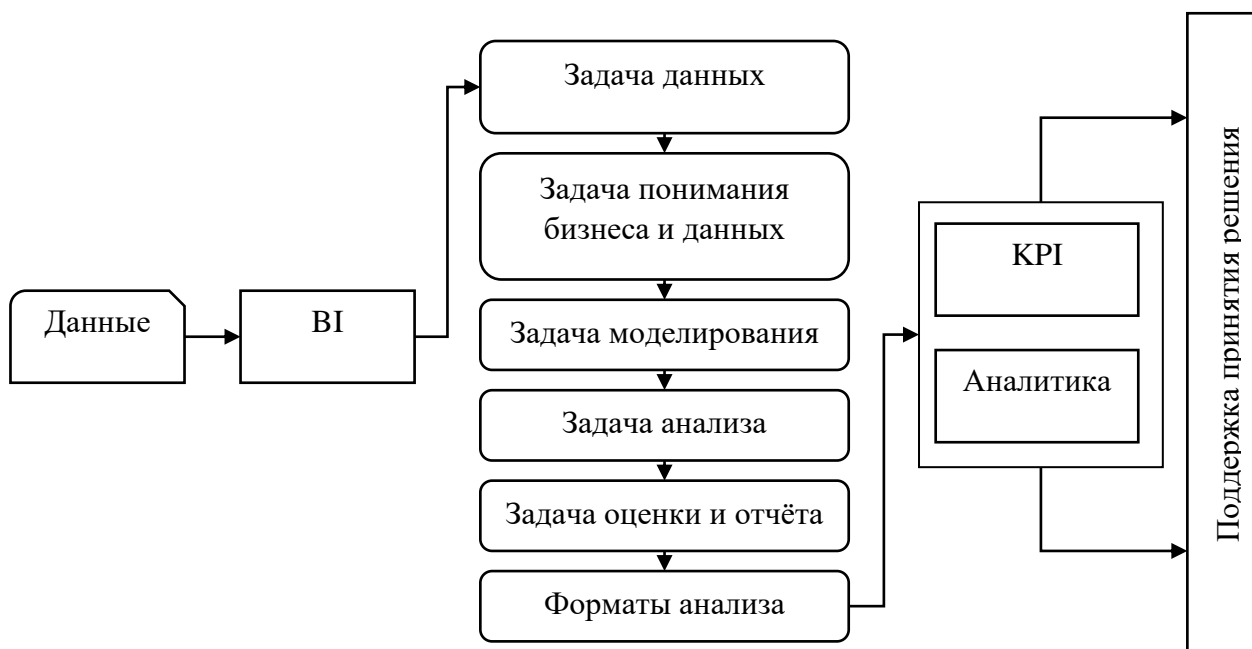 Данные
BI
Задача данных
Задача понимания
бизнеса и данных
Задача моделирования
Задача анализа
Задача оценки и отчёта
Форматы анализа
KPI
Аналитика
Поддержка принятия решения